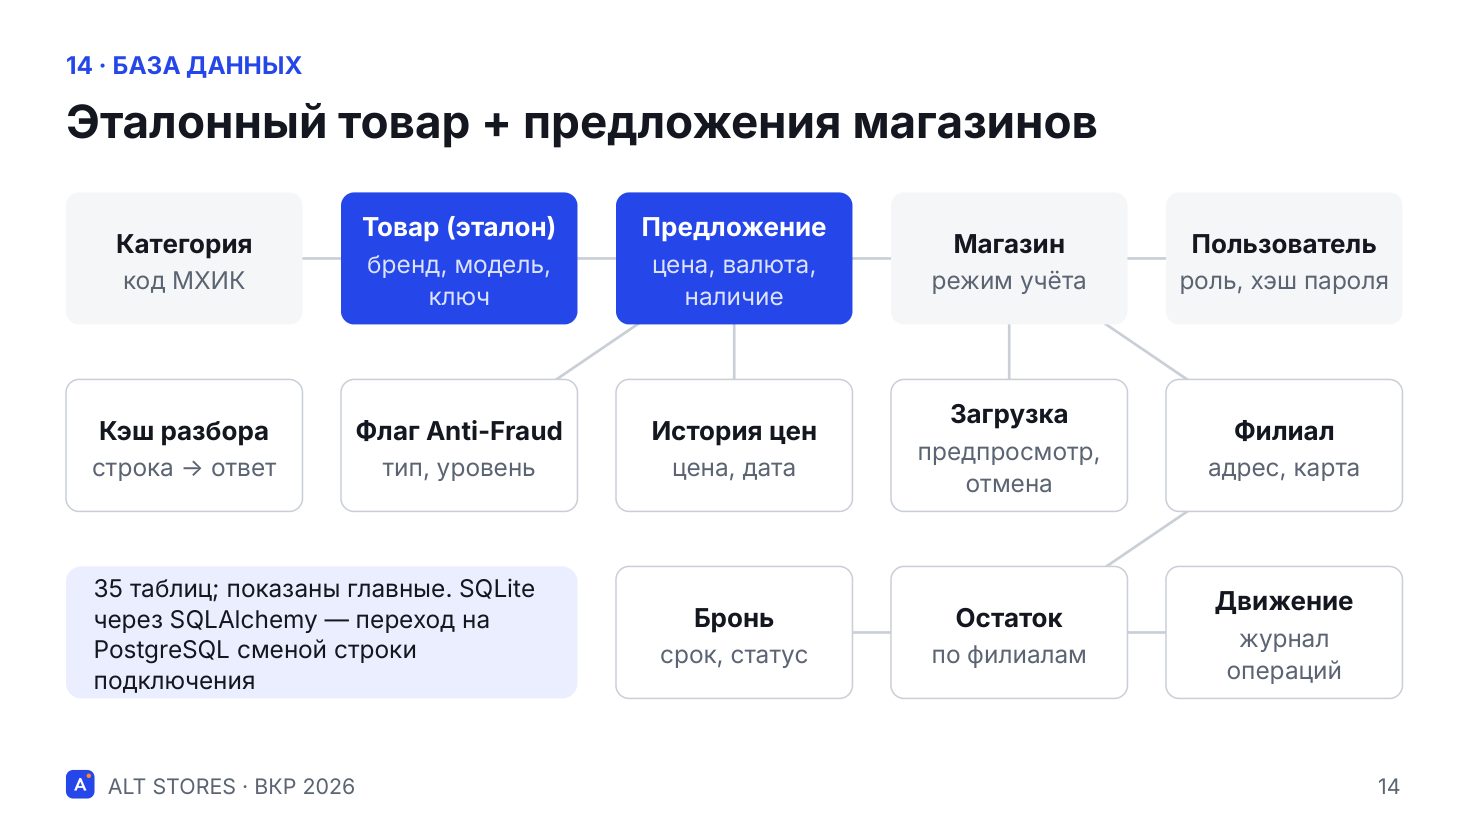 14 · БАЗА ДАННЫХ
Эталонный товар + предложения магазинов
Категория
код МХИК
Товар (эталон)
бренд, модель,
ключ
Предложение
цена, валюта,
наличие
Магазин
режим учёта
Пользователь
роль, хэш пароля
Кэш разбора
строка → ответ
Флаг Anti-Fraud
тип, уровень
История цен
цена, дата
Загрузка
предпросмотр,
отмена
Филиал
адрес, карта
35 таблиц; показаны главные. SQLite
через SQLAlchemy — переход на
PostgreSQL сменой строки
подключения
Бронь
срок, статус
Остаток
по филиалам
Движение
журнал
операций
A
ALT STORES · ВКР 2026
14